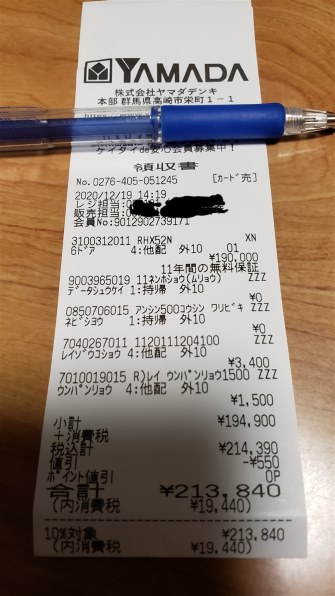 YAMADA
株式会社ヤマダデンキ
本部 群馬県高崎市栄町1-1
ケイタイde安心会員募集中!
領収書
No.0276-405-051245 [カード売]
2020/12/19 14:19
レジ担当:0
販売担当:0
会員No:9012902739171
3100312011 RHX52N XN
6ドア 4:他配 外10 01
¥190,000
11年間の無料保証
9003965019 11ネンホショウ(ムリョウ) ZZZ
データシュウケイ 1:持帰 外10
¥0
0850706015 アンシン500コウシン ワリビキ ZZZ
ネビショウ 1:持帰 外10
¥0
7040267011 1120111204100 ZZZ
レイゾウコショウ 4:他配 外10
¥3,400
7010019015 R)レイ ウンパンリョウ1500 ZZZ
ウンパンリョウ 4:他配 外10
¥1,500
小計 ¥194,900
+消費税
税込計 ¥214,390
値引 -¥550
ポイント値引 0P
合計 ¥213,840
(内消費税 ¥19,440)
10%対象 ¥213,840
(内消費税 ¥19,440)